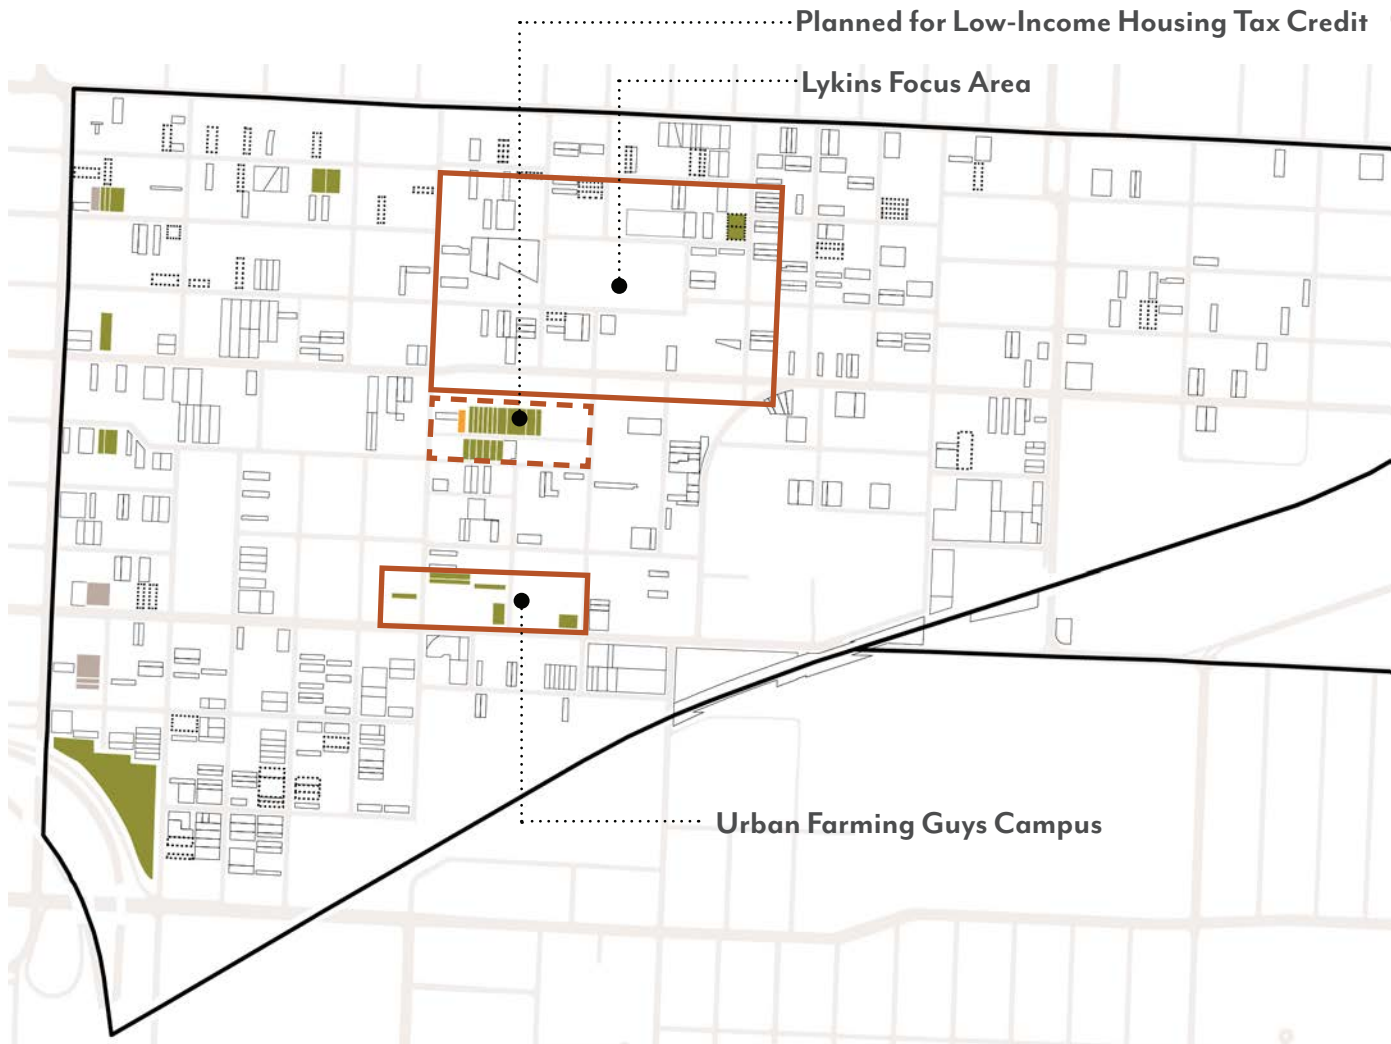 Planned for Low-Income Housing Tax Credit
Lykins Focus Area
Urban Farming Guys Campus